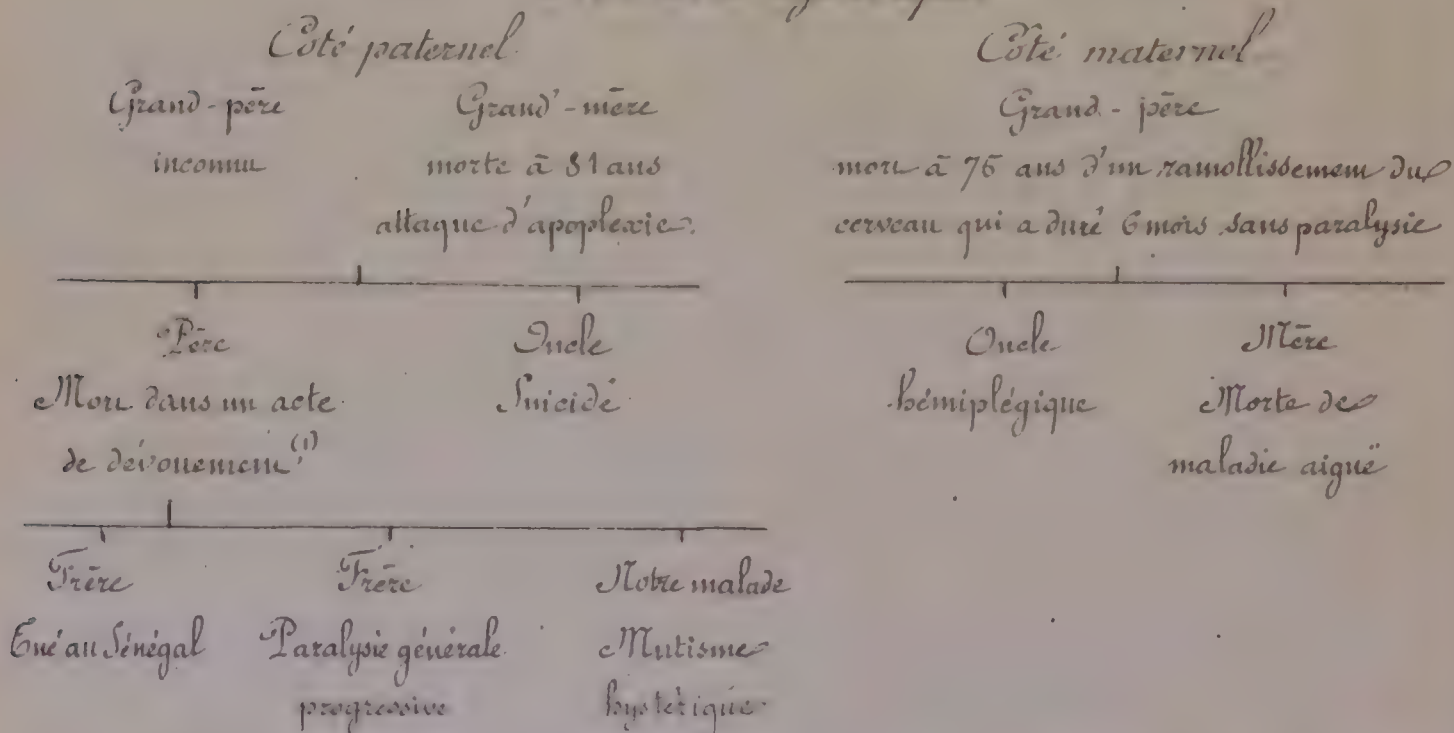 Côté paternel
Côté maternel
Grand-père
inconnu
Grand'-mère
morte à 81 ans
attaque d'apoplexie.
Grand-père
mort à 76 ans d'un ramollissement du
cerveau qui a duré 6 mois sans paralysie
Père
Mort dans un acte
de dévouement (1)
Oncle
Suicidé
Oncle
hémiplégique
Mère
Morte de
maladie aiguë
Frère
Tué au Sénégal
Frère
Paralysie générale
progressive
Notre malade
Mutisme
hystérique